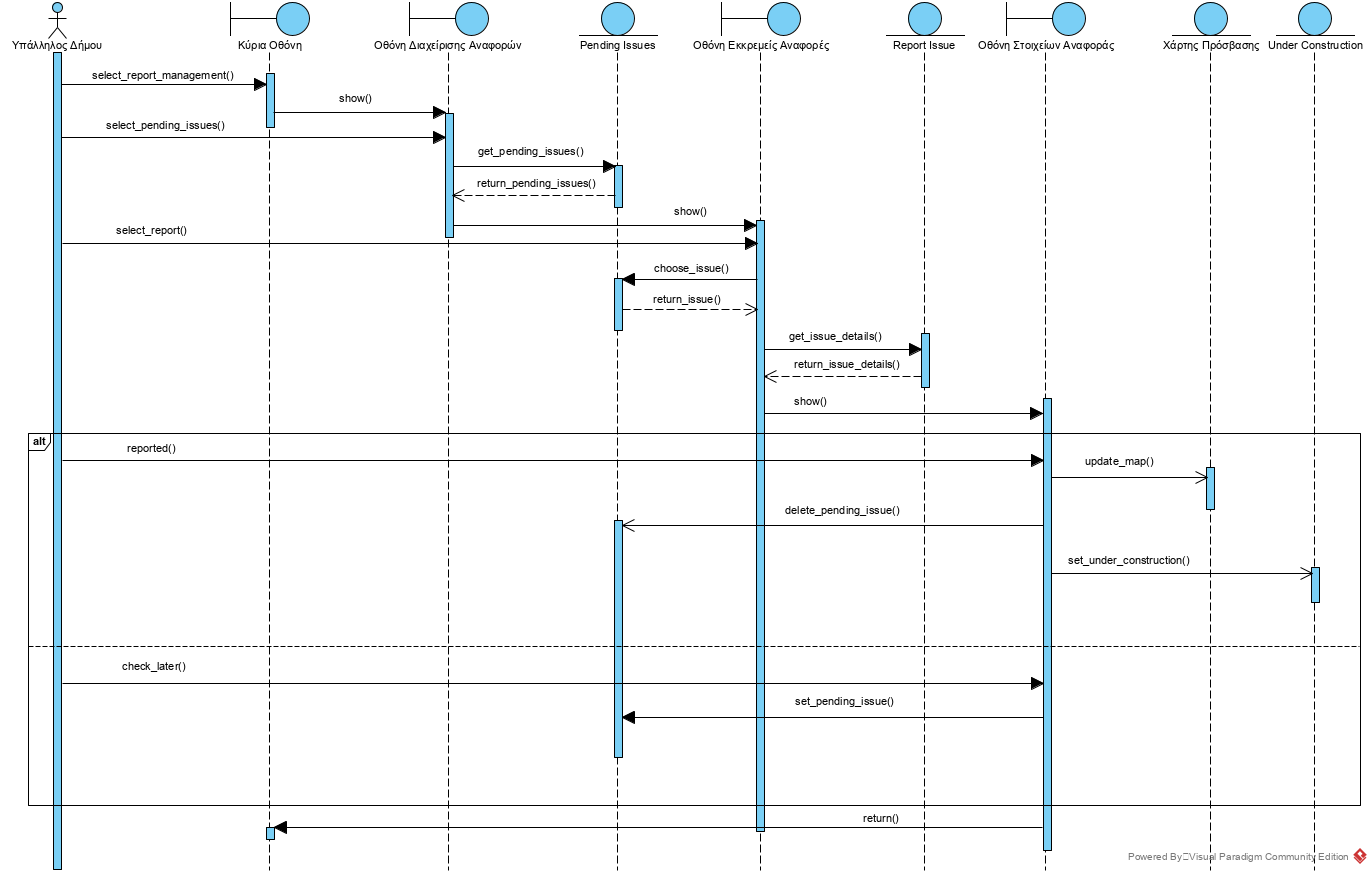 Υπάλληλος Δήμου
Κύρια Οθόνη
Οθόνη Διαχείρισης Αναφορών
Pending Issues
Οθόνη Εκκρεμείς Αναφορές
Report Issue
Οθόνη Στοιχείων Αναφοράς
Χάρτης Πρόσβασης
Under Construction
select_report_management()
show()
select_pending_issues()
get_pending_issues()
return_pending_issues()
show()
select_report()
choose_issue()
return_issue()
get_issue_details()
return_issue_details()
show()
alt
reported()
update_map()
delete_pending_issue()
set_under_construction()
check_later()
set_pending_issue()
return()
Powered By Visual Paradigm Community Edition